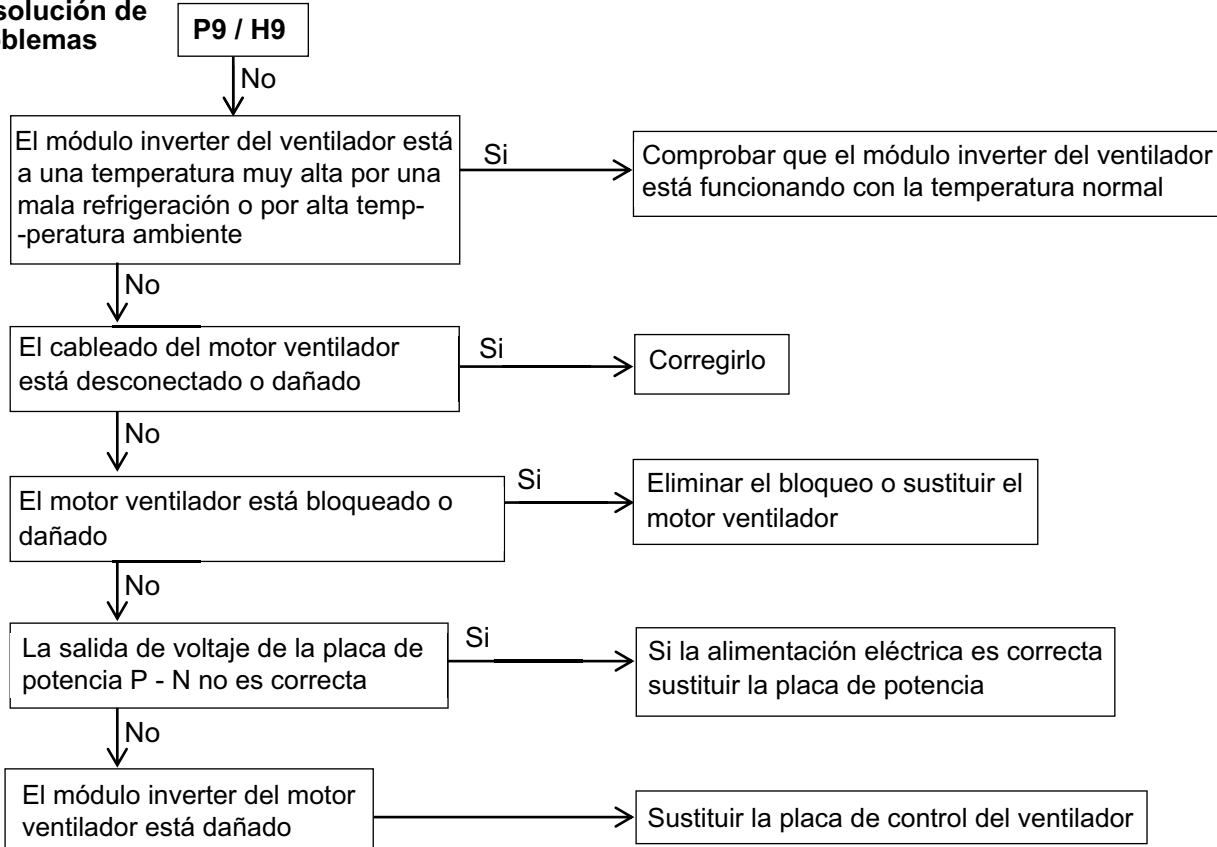 solución de
blemas
P9 / H9
No
El módulo inverter del ventilador está
a una temperatura muy alta por una
mala refrigeración o por alta temp-
-peratura ambiente
Si
Comprobar que el módulo inverter del ventilador
está funcionando con la temperatura normal
No
El cableado del motor ventilador
está desconectado o dañado
Si
Corregirlo
No
El motor ventilador está bloqueado o
dañado
Si
Eliminar el bloqueo o sustituir el
motor ventilador
No
La salida de voltaje de la placa de
potencia P - N no es correcta
Si
Si la alimentación eléctrica es correcta
sustituir la placa de potencia
No
El módulo inverter del motor
ventilador está dañado
Sustituir la placa de control del ventilador